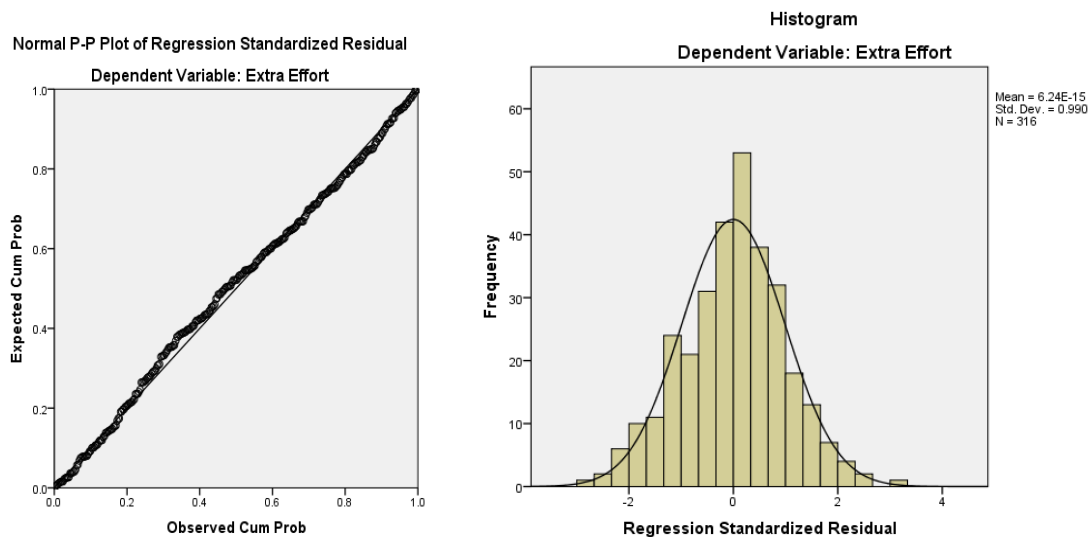 Normal P-P Plot of Regression Standardized Residual
Dependent Variable: Extra Effort
1.0
0.8
0.6
0.4
0.2
0.0
0.0 0.2 0.4 0.6 0.8 1.0
Expected Cum Prob
Observed Cum Prob
Histogram
Dependent Variable: Extra Effort
Mean = 6.24E-15
Std. Dev. = 0.990
N = 316
60
50
40
30
20
10
0
-2 0 2 4
Frequency
Regression Standardized Residual